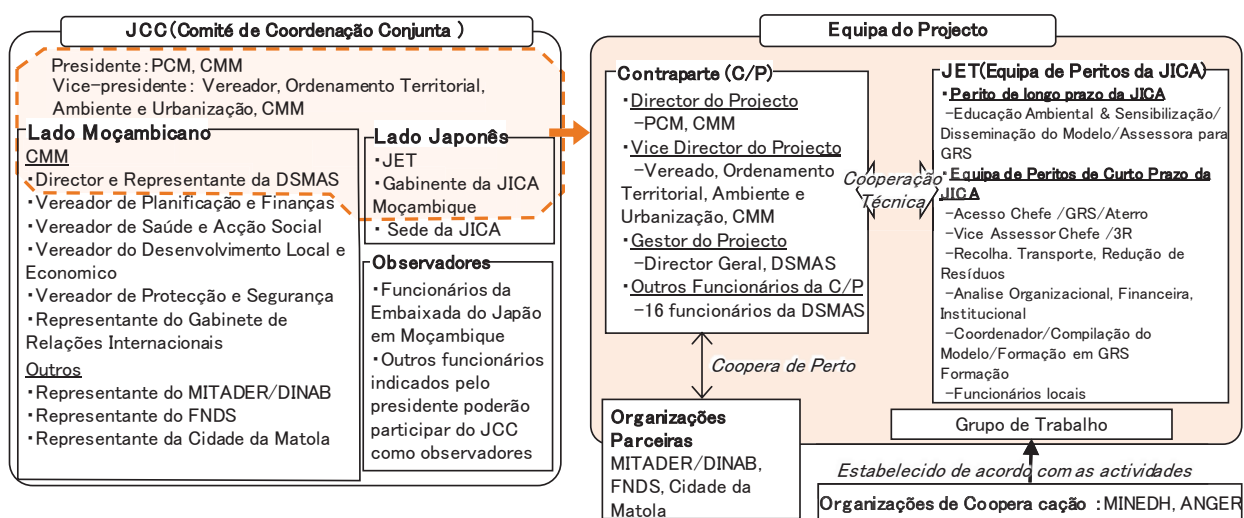 JCC(Comité de Coordenação Conjunta )
Presidente:PCM, CMM
Vice-presidente: Vereador, Ordenamento Territorial,
Ambiente e Urbanização, CMM
Lado Moçambicano
CMM
・Director e Representante da DSMAS
・Vereador de Planificação e Finanças
・Vereador de Saúde e Acção Social
・Vereador do Desenvolvimento Local e
Economico
・Vereador de Protecção e Segurança
・Representante do Gabinete de
Relações Internacionais
Outros
・Representante do MITADER/DINAB
・Representante do FNDS
・Representante da Cidade da Matola
Lado Japonês
・JET
・Gabinente da JICA
Moçambique
・Sede da JICA
Observadores
・Funcionários da
Embaixada do Japão
em Moçambique
・Outros funcionários
indicados pelo
presidente poderão
participar do JCC
como observadores
Equipa do Projecto
Contraparte (C/P)
・Director do Projecto
−PCM, CMM
・Vice Director do Projecto
−Vereado, Ordenamento
Territorial, Ambiente e
Urbanização, CMM
・Gestor do Projecto
−Director Geral, DSMAS
・Outros Funcionários da C/P
−16 funcionários da DSMAS
Cooperação
Técnica
JET(Equipa de Peritos da JICA)
・Perito de longo prazo da JICA
−Educação Ambiental & Sensibilização/
Disseminação do Modelo/Assessora para
GRS
・Equipa de Peritos de Curto Prazo da
JICA
−Acesso Chefe /GRS/Aterro
−Vice Assessor Chefe /3R
−Recolha. Transporte, Redução de
Resíduos
−Analise Organizacional, Financeira,
Institucional
−Coordenador/Compilação do
Modelo/Formação em GRS
Formação
−Funcionários locais
Coopera de Perto
Organizações
Parceiras
MITADER/DINAB,
FNDS, Cidade da
Matola
Grupo de Trabalho
Estabelecido de acordo com as actividades
Organizações de Coopera cação :MINEDH, ANGER